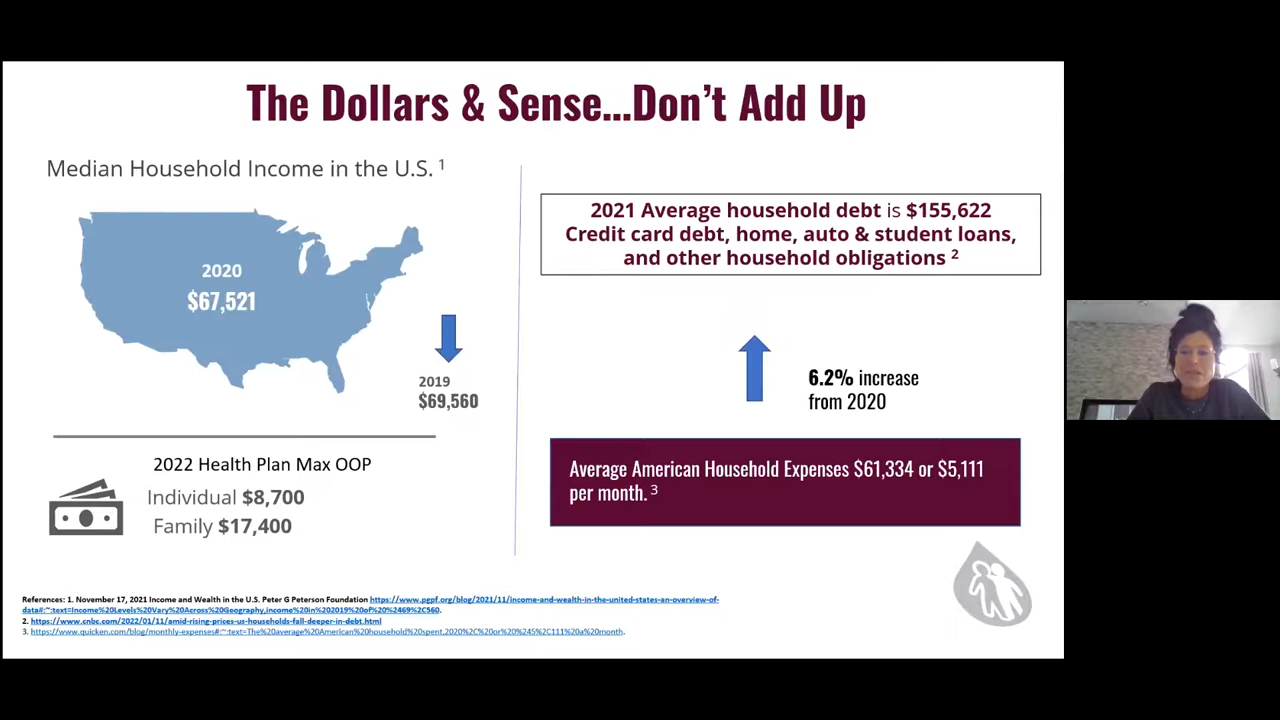 The Dollars & Sense...Don't Add Up
Median Household Income in the U.S. 1
2020
$67,521
2019
$69,560
2022 Health Plan Max OOP
Individual $8,700
Family $17,400
2021 Average household debt is $155,622
Credit card debt, home, auto & student loans,
and other household obligations 2
6.2% increase
from 2020
Average American Household Expenses $61,334 or $5,111
per month. 3
References: 1. November 17, 2021 Income and Wealth in the U.S. Peter G Peterson Foundation https://www.pgpf.org/blog/2021/11/income-and-wealth-in-the-united-states-an-overview-of-
data#:~:text=Income%20Levels%20Vary%20Across%20Geography,income%20in%202019%20of%20%2469%2C560.
2. https://www.cnbc.com/2022/01/11/amid-rising-prices-us-households-fall-deeper-in-debt.html
3. https://www.quicken.com/blog/monthly-expenses#:~:text=The%20average%20American%20household%20spent,2020%2C%20or%20%245%2C111%20a%20month.